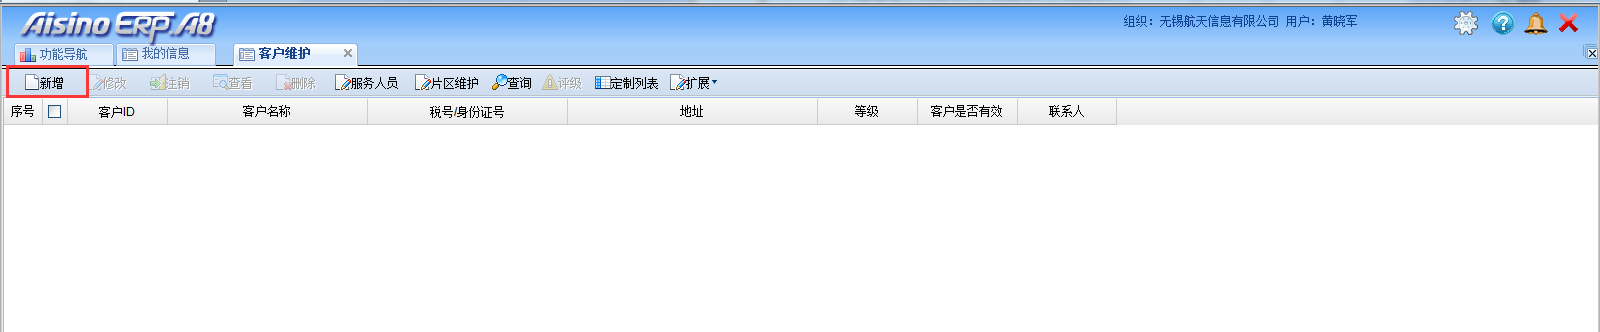 Aisino ERP.A8
组织：无锡航天信息有限公司 用户：黄晓军
功能导航 我的信息 客户维护
新增 修改 注销 查看 删除 服务人员 片区维护 查询 评级 定制列表 扩展
序号 客户ID 客户名称 税号/身份证号 地址 等级 客户是否有效 联系人